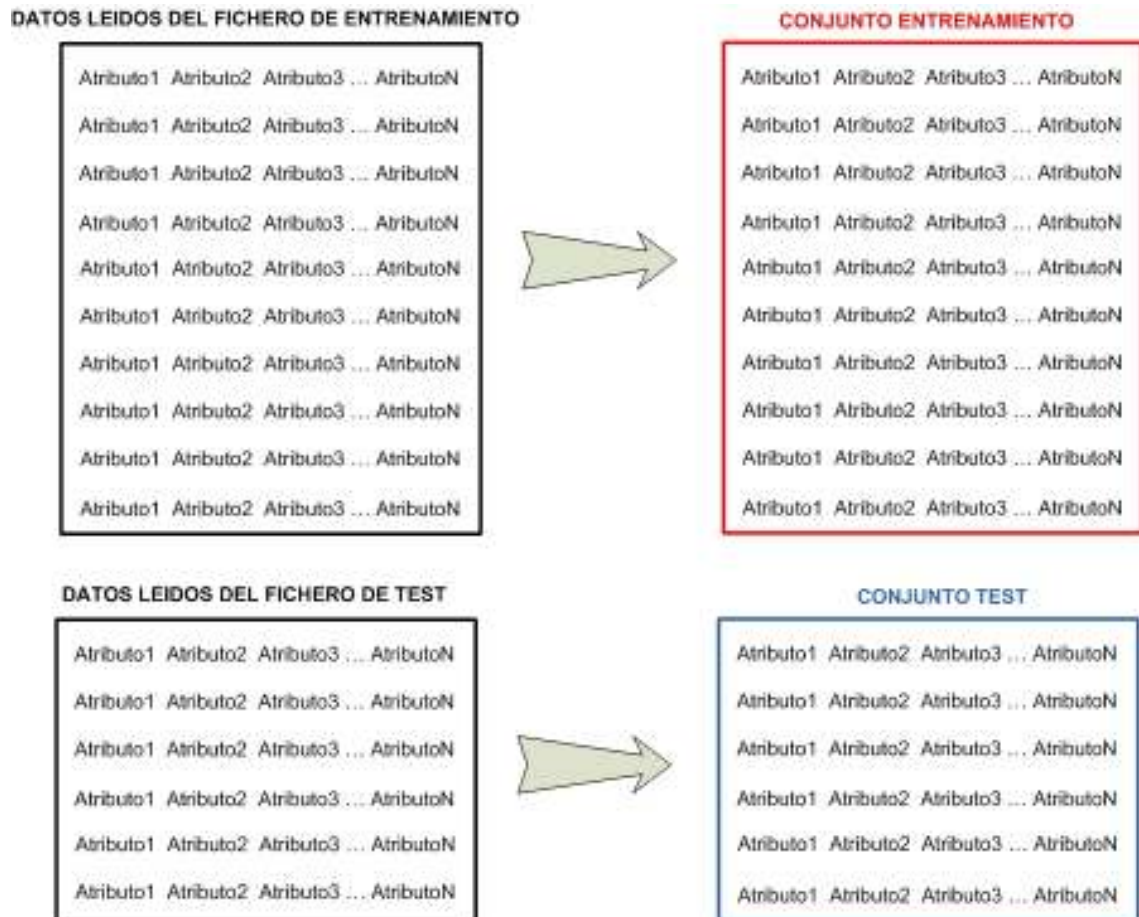 DATOS LEIDOS DEL FICHERO DE ENTRENAMIENTO
Atributo1 Atributo2 Atributo3 ... AtributoN
Atributo1 Atributo2 Atributo3 ... AtributoN
Atributo1 Atributo2 Atributo3 ... AtributoN
Atributo1 Atributo2 Atributo3 ... AtributoN
Atributo1 Atributo2 Atributo3 ... AtributoN
Atributo1 Atributo2 Atributo3 ... AtributoN
Atributo1 Atributo2 Atributo3 ... AtributoN
Atributo1 Atributo2 Atributo3 ... AtributoN
Atributo1 Atributo2 Atributo3 ... AtributoN
Atributo1 Atributo2 Atributo3 ... AtributoN
CONJUNTO ENTRENAMIENTO
Atributo1 Atributo2 Atributo3 ... AtributoN
Atributo1 Atributo2 Atributo3 ... AtributoN
Atributo1 Atributo2 Atributo3 ... AtributoN
Atributo1 Atributo2 Atributo3 ... AtributoN
Atributo1 Atributo2 Atributo3 ... AtributoN
Atributo1 Atributo2 Atributo3 ... AtributoN
Atributo1 Atributo2 Atributo3 ... AtributoN
Atributo1 Atributo2 Atributo3 ... AtributoN
Atributo1 Atributo2 Atributo3 ... AtributoN
Atributo1 Atributo2 Atributo3 ... AtributoN
DATOS LEIDOS DEL FICHERO DE TEST
Atributo1 Atributo2 Atributo3 ... AtributoN
Atributo1 Atributo2 Atributo3 ... AtributoN
Atributo1 Atributo2 Atributo3 ... AtributoN
Atributo1 Atributo2 Atributo3 ... AtributoN
Atributo1 Atributo2 Atributo3 ... AtributoN
Atributo1 Atributo2 Atributo3 ... AtributoN
CONJUNTO TEST
Atributo1 Atributo2 Atributo3 ... AtributoN
Atributo1 Atributo2 Atributo3 ... AtributoN
Atributo1 Atributo2 Atributo3 ... AtributoN
Atributo1 Atributo2 Atributo3 ... AtributoN
Atributo1 Atributo2 Atributo3 ... AtributoN
Atributo1 Atributo2 Atributo3 ... AtributoN